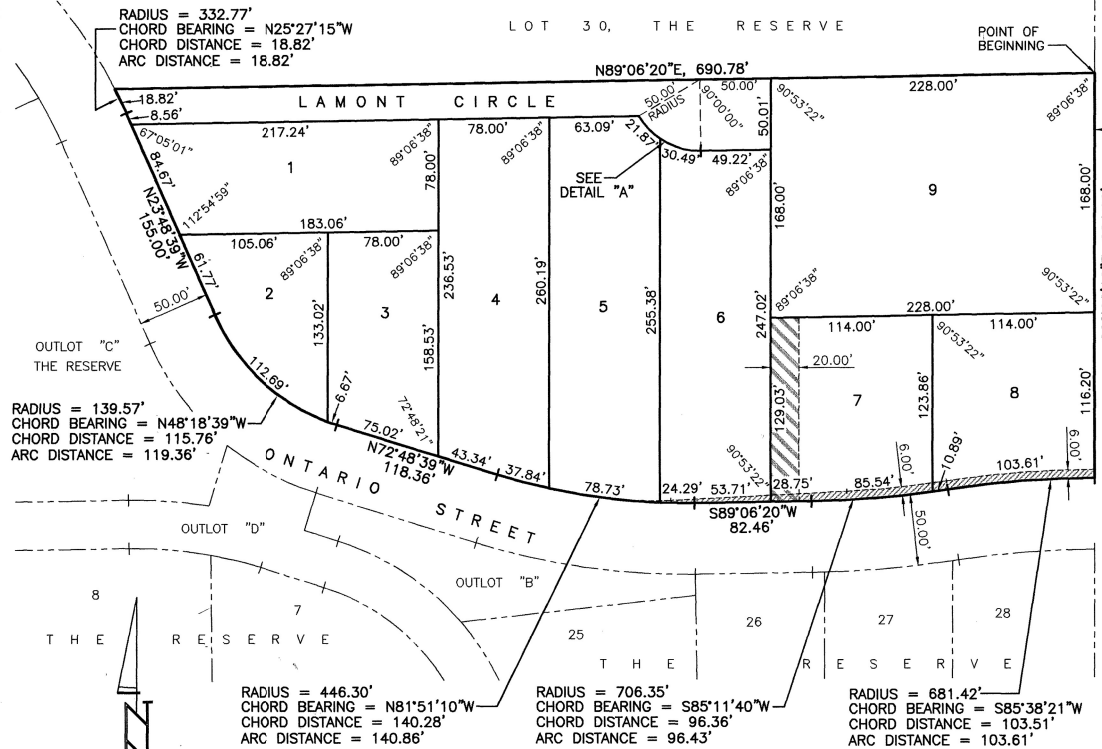 RADIUS = 332.77'
CHORD BEARING = N25°27'15"W
CHORD DISTANCE = 18.82'
ARC DISTANCE = 18.82'
LOT 30, THE RESERVE
POINT OF
BEGINNING
N89°06'20"E, 690.78'
18.82'
8.56'
LAMONT CIRCLE
50.00'
RADIUS
50.00'
90°00'00"
50.01'
90°53'22"
228.00'
89°06'38"
67°05'01"
217.24'
89°06'38"
78.00'
89°06'38"
63.09'
21.87'
30.49'
49.22'
89°06'38"
SEE
DETAIL "A"
84.67'
N23°48'39"W
155.00'
1
78.00'
112°54'59"
183.06'
168.00'
9
168.00'
105.06'
89°06'38"
78.00'
89°06'38"
61.77'
50.00'
2
133.02'
3
158.53'
236.53'
4
260.19'
5
255.38'
6
247.02'
89°06'38"
90°53'22"
228.00'
114.00'
90°53'22"
114.00'
20.00'
129.03'
7
123.86'
8
116.20'
OUTLOT "C"
THE RESERVE
112.69'
6.67'
75.02'
N72°48'39"W
118.36'
72°48'21"
43.34'
37.84'
78.73'
24.29'
53.71'
90°53'22"
28.75'
85.54'
6.00'
10.89'
103.61'
6.00'
S89°06'20"W
82.46'
50.00'
RADIUS = 139.57'
CHORD BEARING = N48°18'39"W
CHORD DISTANCE = 115.76'
ARC DISTANCE = 119.36'
ONTARIO STREET
OUTLOT "D"
OUTLOT "B"
8
7
25
26
27
28
THE RESERVE
THE RESERVE
RADIUS = 446.30'
CHORD BEARING = N81°51'10"W
CHORD DISTANCE = 140.28'
ARC DISTANCE = 140.86'
RADIUS = 706.35'
CHORD BEARING = S85°11'40"W
CHORD DISTANCE = 96.36'
ARC DISTANCE = 96.43'
RADIUS = 681.42'
CHORD BEARING = S85°38'21"W
CHORD DISTANCE = 103.51'
ARC DISTANCE = 103.61'